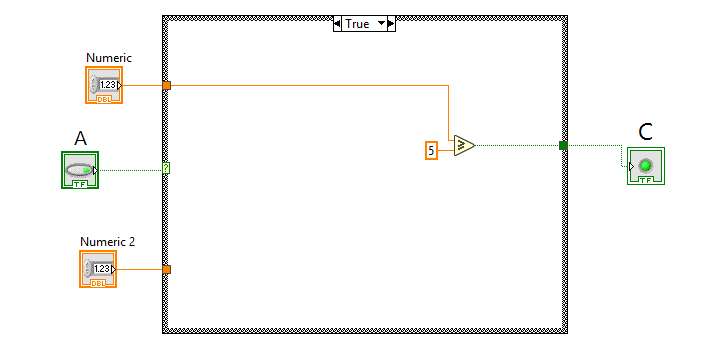 True
Numeric
1.23
DBL
A
TF
?
5
C
TF
Numeric 2
1.23
DBL